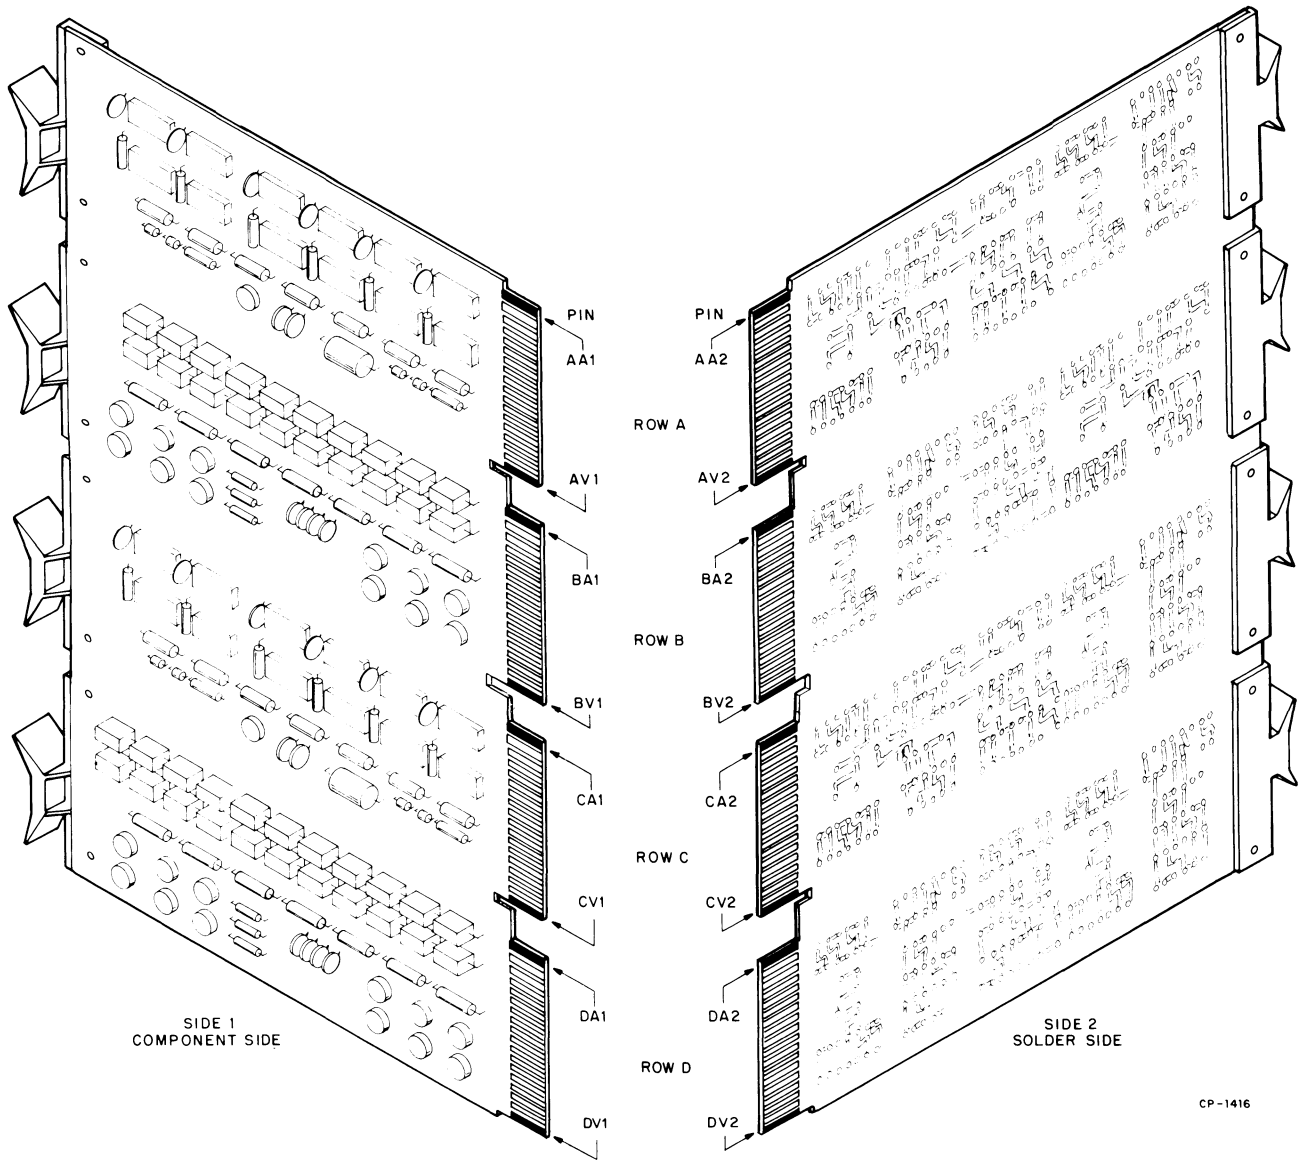 PIN
AA1
PIN
AA2
ROW A
AV1
AV2
BA1
BA2
ROW B
BV1
BV2
CA1
CA2
ROW C
CV1
CV2
DA1
DA2
SIDE 1
COMPONENT SIDE
SIDE 2
SOLDER SIDE
ROW D
DV1
DV2
CP-1416